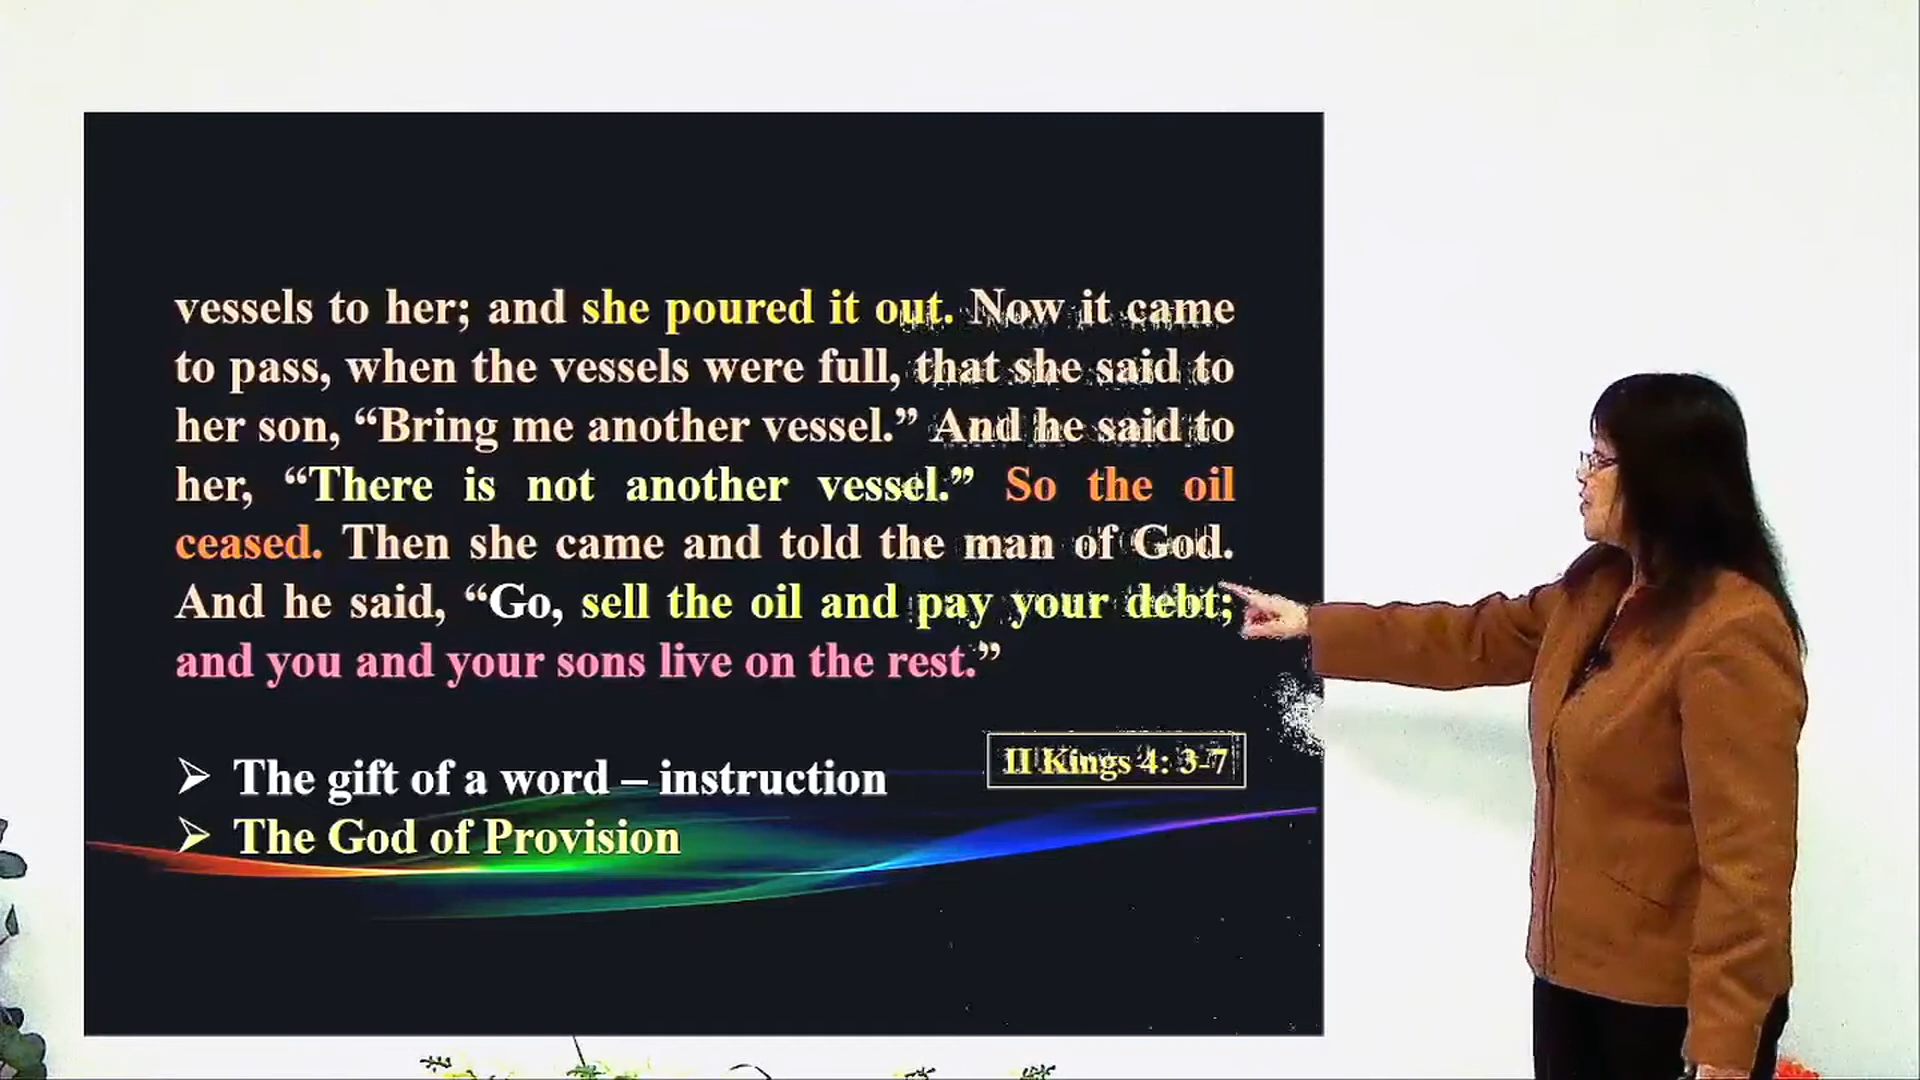 vessels to her; and she poured it out. Now it came
to pass, when the vessels were full, that she said to
her son, “Bring me another vessel.” And he said to
her, “There is not another vessel.” So the oil
ceased. Then she came and told the man of God.
And he said, “Go, sell the oil and pay your debt;
and you and your sons live on the rest.”
II Kings 4: 3-7
➢ The gift of a word – instruction
➢ The God of Provision